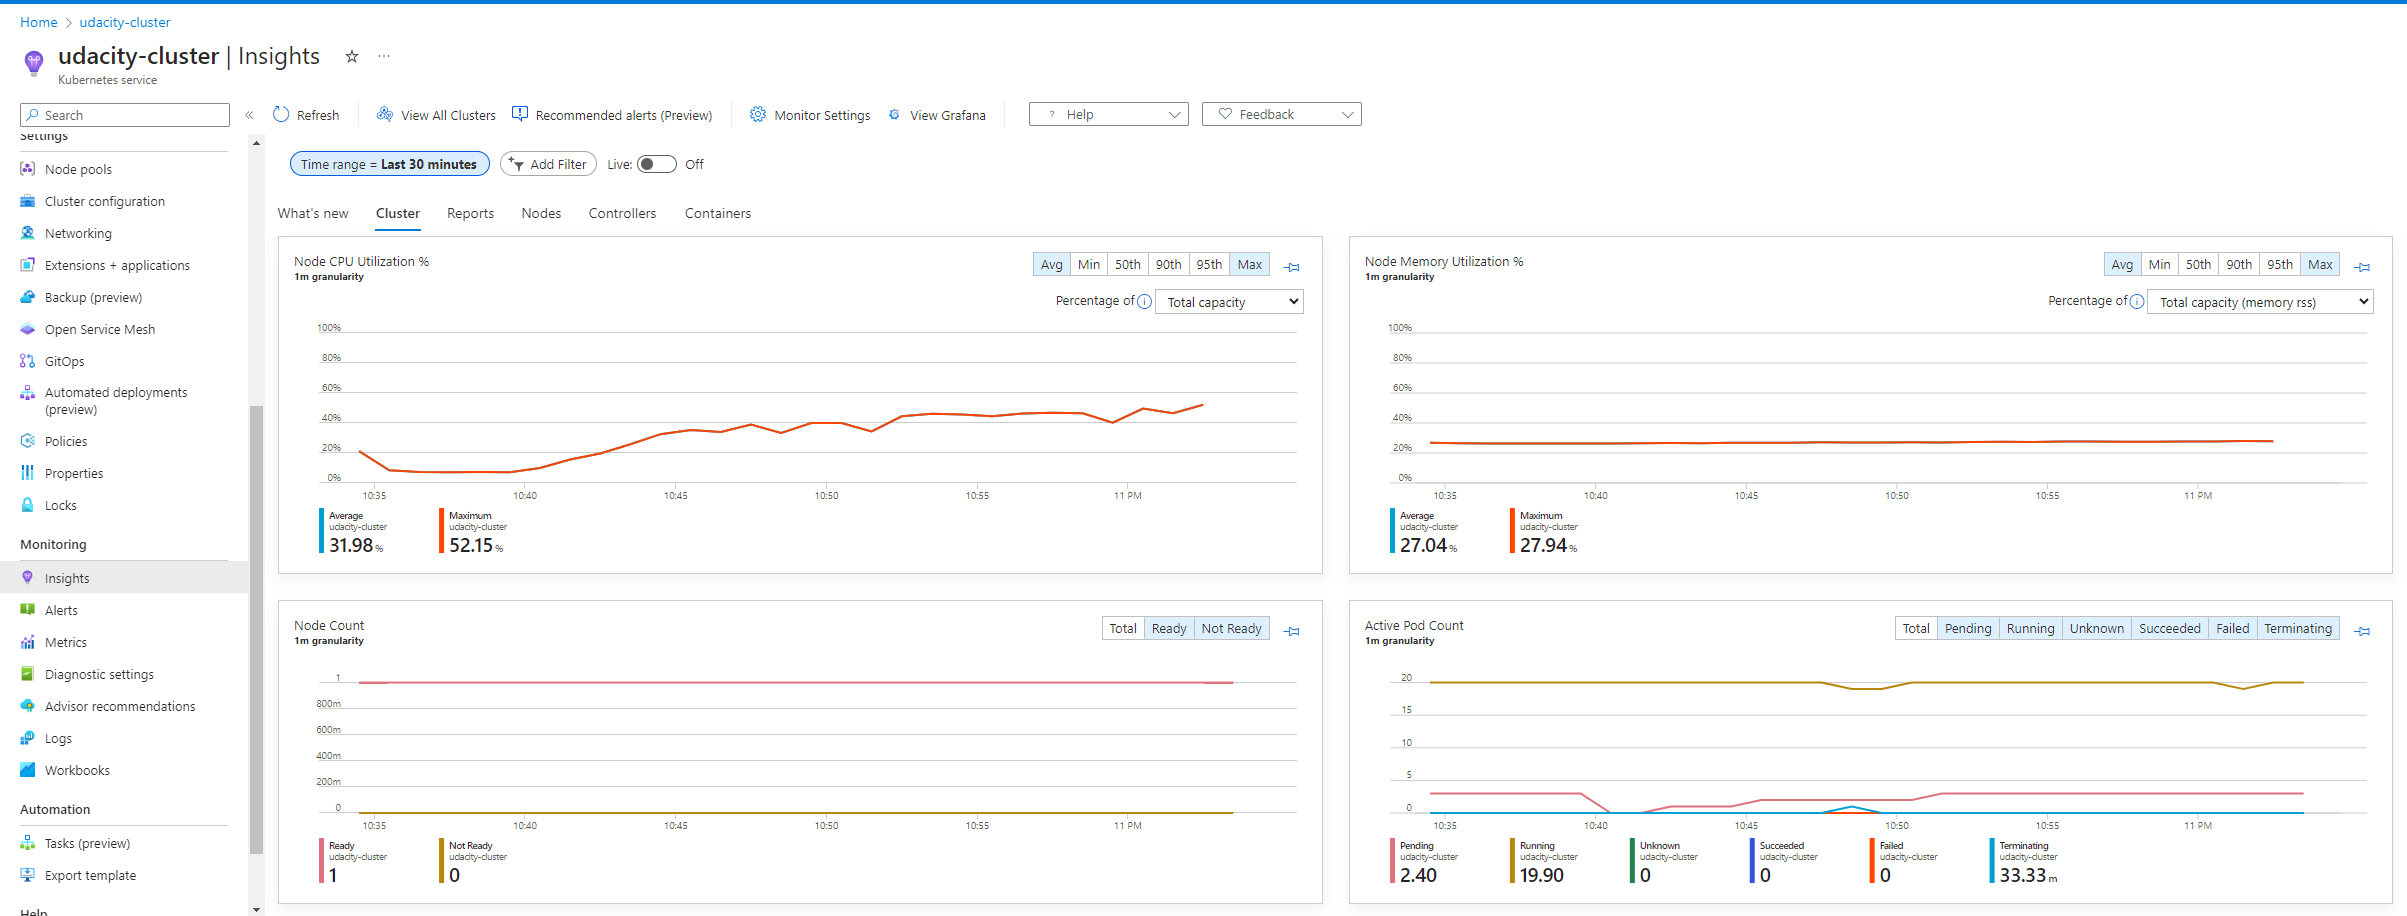 Home > udacity-cluster
udacity-cluster | Insights ☆ ...
Kubernetes service
Search «
Refresh View All Clusters Recommended alerts (Preview) Monitor Settings View Grafana ? Help Feedback
Settings
Node pools
Cluster configuration
Networking
Extensions + applications
Backup (preview)
Open Service Mesh
GitOps
Automated deployments
(preview)
Policies
Properties
Locks
Monitoring
Insights
Alerts
Metrics
Diagnostic settings
Advisor recommendations
Logs
Workbooks
Automation
Tasks (preview)
Export template
Help
Time range = Last 30 minutes Add Filter Live: Off
What's new Cluster Reports Nodes Controllers Containers
Node CPU Utilization %
1m granularity
Avg Min 50th 90th 95th Max
Percentage of Total capacity
100%
80%
60%
40%
20%
0%
10:35 10:40 10:45 10:50 10:55 11 PM
Average
udacity-cluster
31.98 %
Maximum
udacity-cluster
52.15 %
Node Memory Utilization %
1m granularity
Avg Min 50th 90th 95th Max
Percentage of Total capacity (memory rss)
100%
80%
60%
40%
20%
0%
10:35 10:40 10:45 10:50 10:55 11 PM
Average
udacity-cluster
27.04 %
Maximum
udacity-cluster
27.94 %
Node Count
1m granularity
Total Ready Not Ready
1
800m
600m
400m
200m
0
10:35 10:40 10:45 10:50 10:55 11 PM
Ready
udacity-cluster
1
Not Ready
udacity-cluster
0
Active Pod Count
1m granularity
Total Pending Running Unknown Succeeded Failed Terminating
20
15
10
5
0
10:35 10:40 10:45 10:50 10:55 11 PM
Pending
udacity-cluster
2.40
Running
udacity-cluster
19.90
Unknown
udacity-cluster
0
Succeeded
udacity-cluster
0
Failed
udacity-cluster
0
Terminating
udacity-cluster
33.33 m